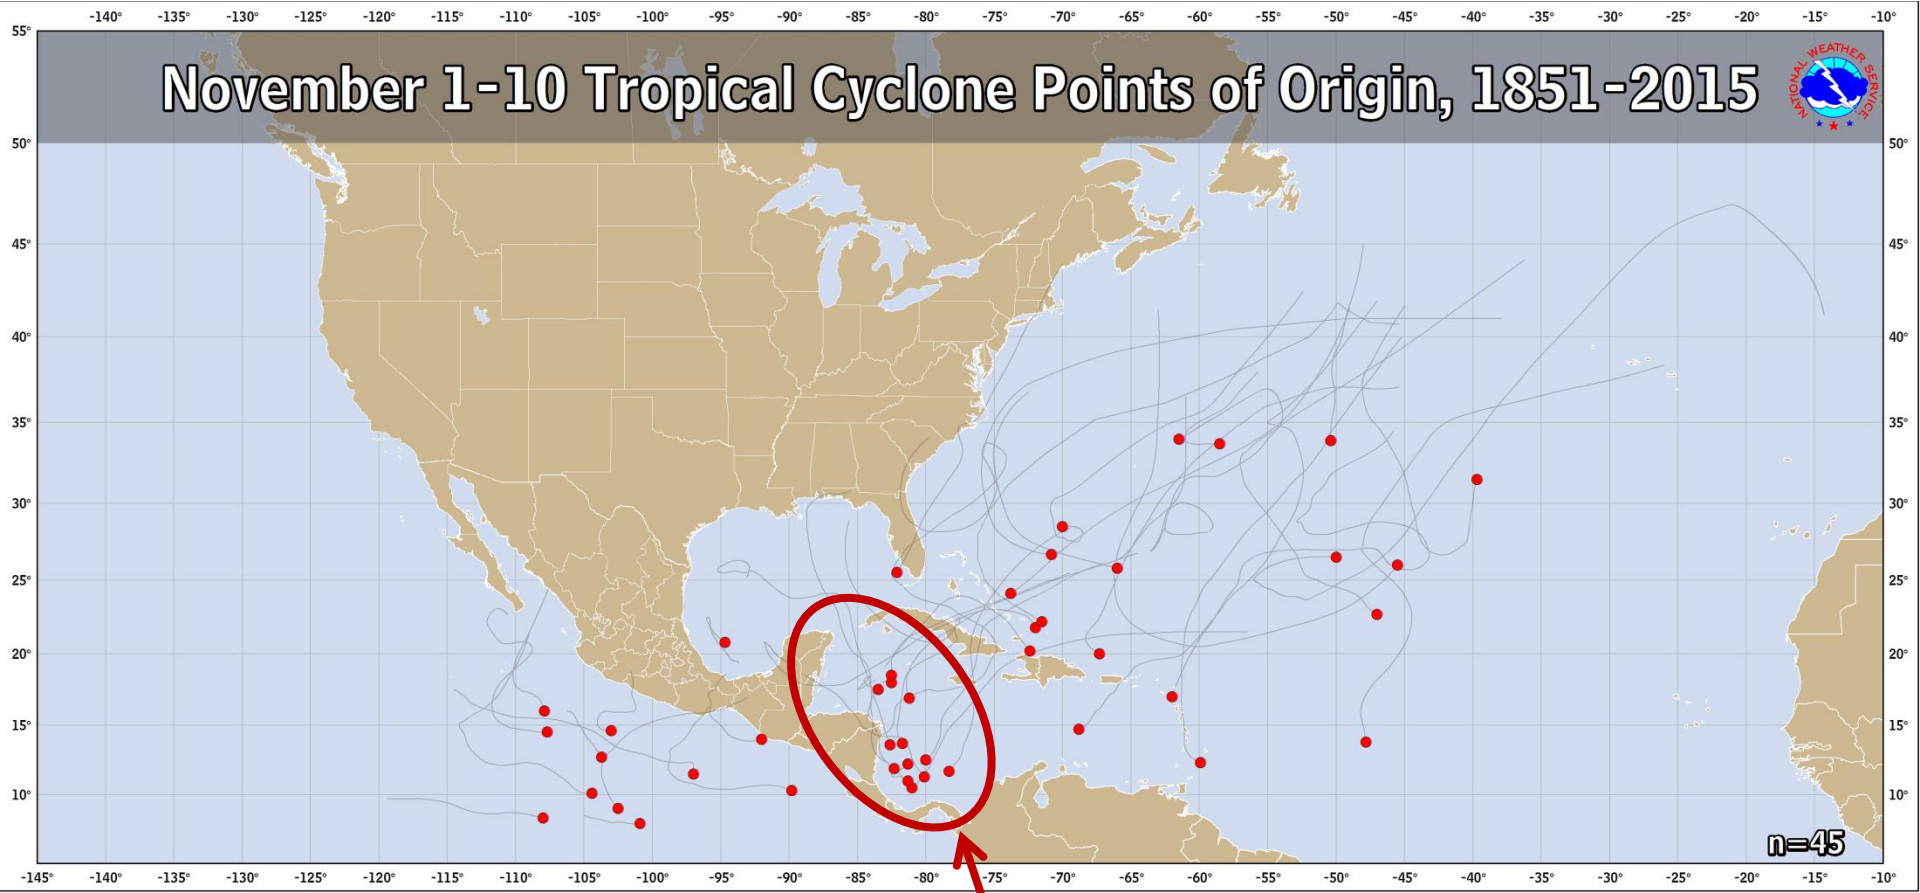 -140° -135° -130° -125° -120° -115° -110° -105° -100° -95° -90° -85° -80° -75° -70° -65° -60° -55° -50° -45° -40° -35° -30° -25° -20° -15° -10°
55°
November 1-10 Tropical Cyclone Points of Origin, 1851-2015
NATIONAL WEATHER SERVICE
50° 50°
45° 45°
40° 40°
35° 35°
30° 30°
25° 25°
20° 20°
15° 15°
10° 10°
n=45
-145° -140° -135° -130° -125° -120° -115° -110° -105° -100° -95° -90° -85° -80° -75° -70° -65° -60° -55° -50° -45° -40° -35° -30° -25° -20° -15° -10°